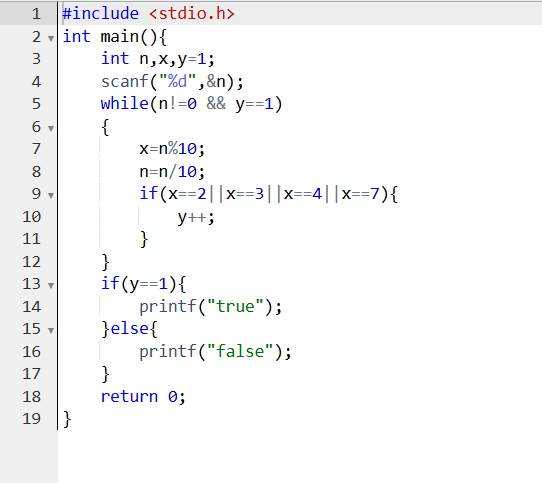 1 #include <stdio.h>
2 int main(){
3 int n,x,y=1;
4 scanf("%d",&n);
5 while(n!=0 && y==1)
6 {
7 x=n%10;
8 n=n/10;
9 if(x==2||x==3||x==4||x==7){
10 y++;
11 }
12 }
13 if(y==1){
14 printf("true");
15 }else{
16 printf("false");
17 }
18 return 0;
19 }